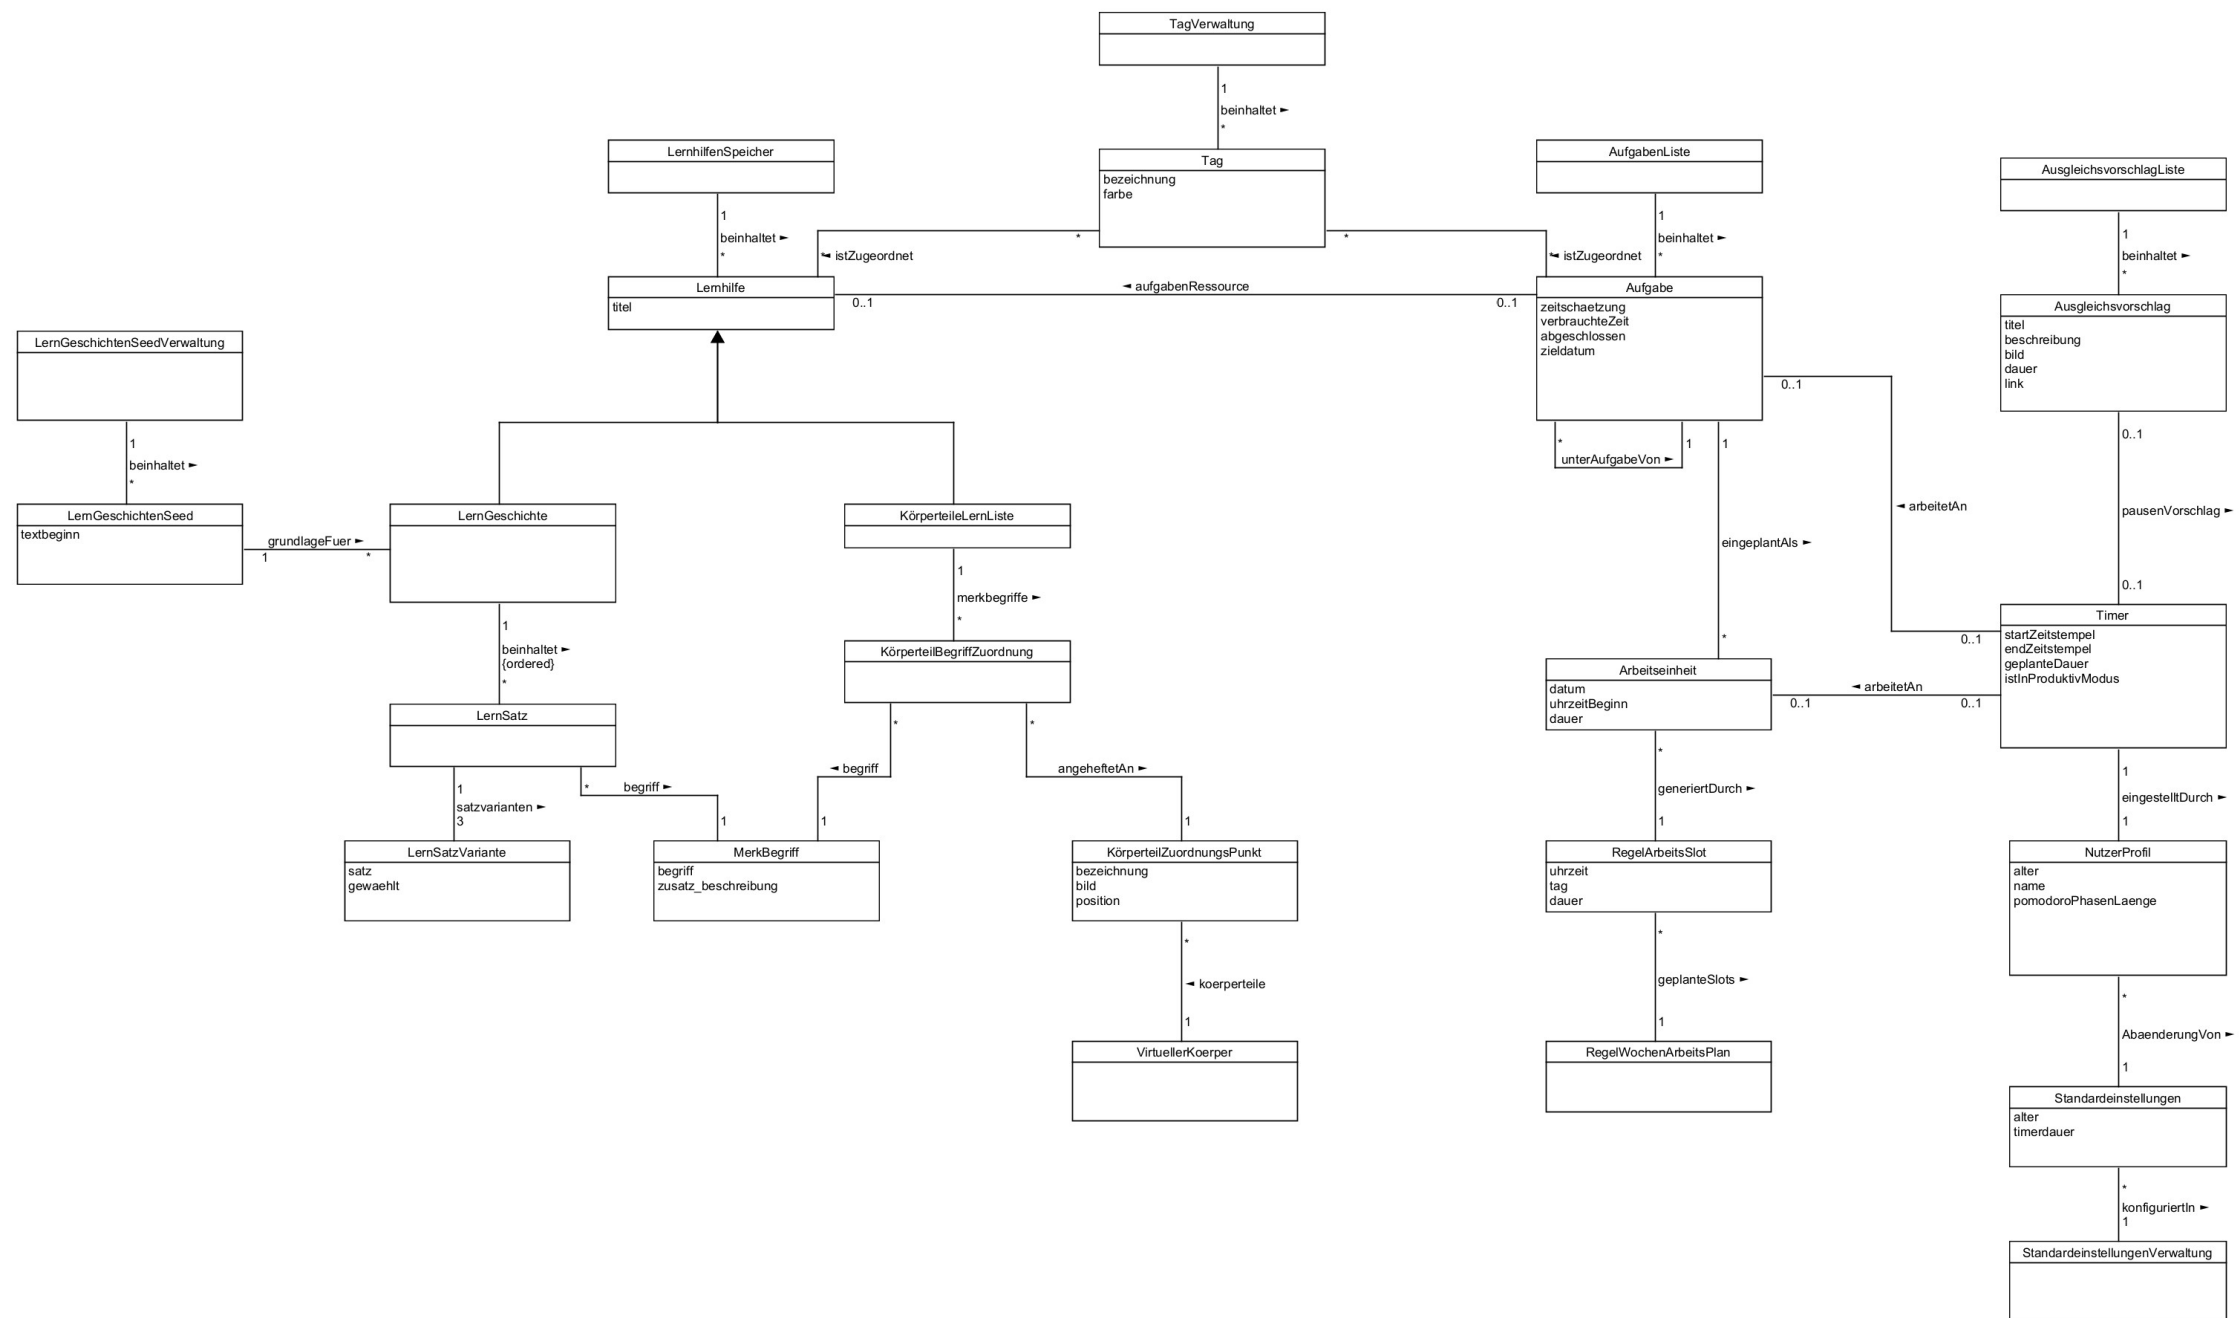 TagVerwaltung
1
beinhaltet ►
*
Tag
bezeichnung
farbe
*
*
LernhilfenSpeicher
1
beinhaltet ►
*
*
◄ istZugeordnet
AufgabenListe
1
beinhaltet ►
*
*
◄ istZugeordnet
AusgleichsvorschlagListe
1
beinhaltet ►
*
Lernhilfe
titel
0..1
◄ aufgabenRessource
0..1
Aufgabe
zeitschaetzung
verbrauchteZeit
abgeschlossen
zieldatum
0..1
*
1
unterAufgabeVon ►
1
Ausgleichsvorschlag
titel
beschreibung
bild
dauer
link
0..1
pausenVorschlag ►
0..1
LernGeschichtenSeedVerwaltung
1
beinhaltet ►
*
LernGeschichtenSeed
textbeginn
grundlageFuer ►
1
*
LernGeschichte
1
beinhaltet ►
{ordered}
*
KörperteileLernListe
1
merkbegriffe ►
*
KörperteilBegriffZuordnung
*
*
◄ arbeitetAn
eingeplantAls ►
*
Timer
startZeitstempel
endZeitstempel
geplanteDauer
istInProduktivModus
0..1
Arbeitseinheit
datum
uhrzeitBeginn
dauer
◄ arbeitetAn
0..1
0..1
LernSatz
1
satzvarianten ►
3
*
begriff ►
1
◄ begriff
1
angeheftetAn ►
1
*
generiertDurch ►
1
1
eingestelltDurch ►
1
LernSatzVariante
satz
gewaehlt
MerkBegriff
begriff
zusatz_beschreibung
KörperteilZuordnungsPunkt
bezeichnung
bild
position
*
◄ koerperteile
1
VirtuellerKoerper
RegelArbeitsSlot
uhrzeit
tag
dauer
*
geplanteSlots ►
1
RegelWochenArbeitsPlan
NutzerProfil
alter
name
pomodoroPhasenLaenge
*
AbaenderungVon ►
1
Standardeinstellungen
alter
timerdauer
*
konfiguriertIn ►
1
StandardeinstellungenVerwaltung